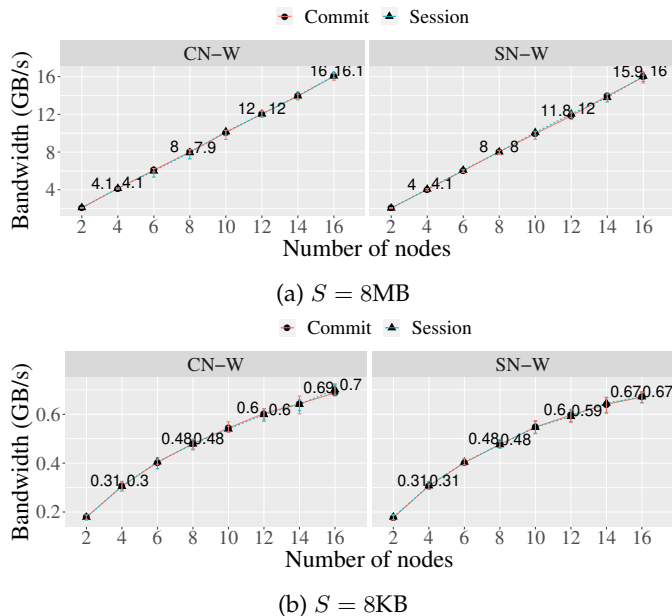 Commit Session
CN−W SN−W
Bandwidth (GB/s)
16
12
8
4
4.1 4.1 8 7.9 12 12 16 16.1
4 4.1 8 8 11.8 12 15.9 16
2 4 6 8 10 12 14 16 2 4 6 8 10 12 14 16
Number of nodes
(a) S = 8MB
Commit Session
CN−W SN−W
Bandwidth (GB/s)
0.6
0.4
0.2
0.31 0.3 0.48 0.48 0.6 0.6 0.69 0.7
0.31 0.31 0.48 0.48 0.6 0.59 0.67 0.67
2 4 6 8 10 12 14 16 2 4 6 8 10 12 14 16
Number of nodes
(b) S = 8KB